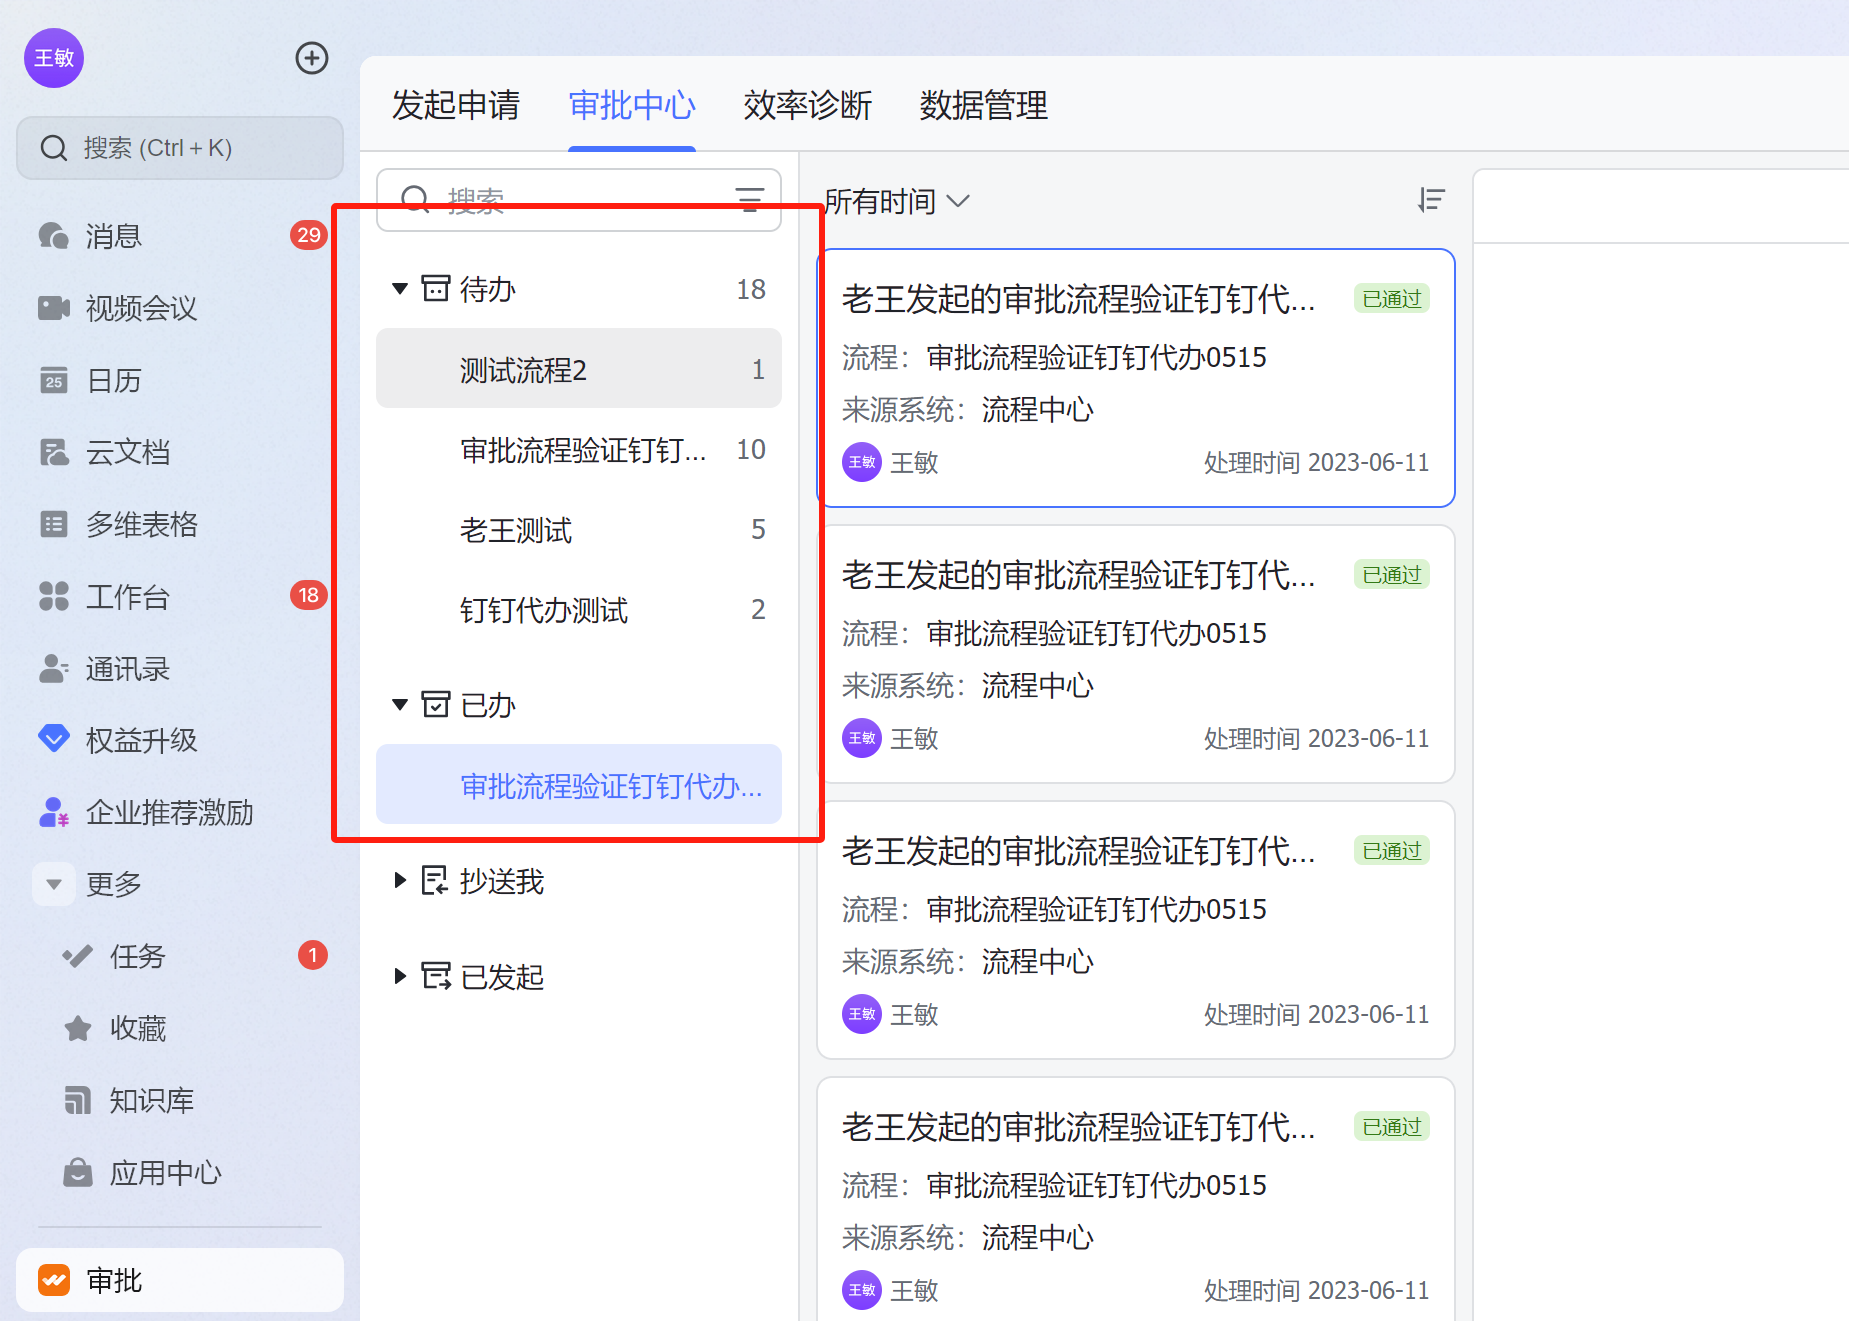 王敏
搜索 (Ctrl + K)
消息 29
视频会议
25 日历
云文档
多维表格
工作台 18
通讯录
权益升级
¥ 企业推荐激励
更多
任务 1
收藏
知识库
应用中心
审批
发起申请 审批中心 效率诊断 数据管理
搜索
待办 18
测试流程2 1
审批流程验证钉钉... 10
老王测试 5
钉钉代办测试 2
已办
审批流程验证钉钉代办...
抄送我
已发起
所有时间
老王发起的审批流程验证钉钉代... 已通过
流程：审批流程验证钉钉代办0515
来源系统：流程中心
王敏 王敏 处理时间 2023-06-11
老王发起的审批流程验证钉钉代... 已通过
流程：审批流程验证钉钉代办0515
来源系统：流程中心
王敏 王敏 处理时间 2023-06-11
老王发起的审批流程验证钉钉代... 已通过
流程：审批流程验证钉钉代办0515
来源系统：流程中心
王敏 王敏 处理时间 2023-06-11
老王发起的审批流程验证钉钉代... 已通过
流程：审批流程验证钉钉代办0515
来源系统：流程中心
王敏 王敏 处理时间 2023-06-11